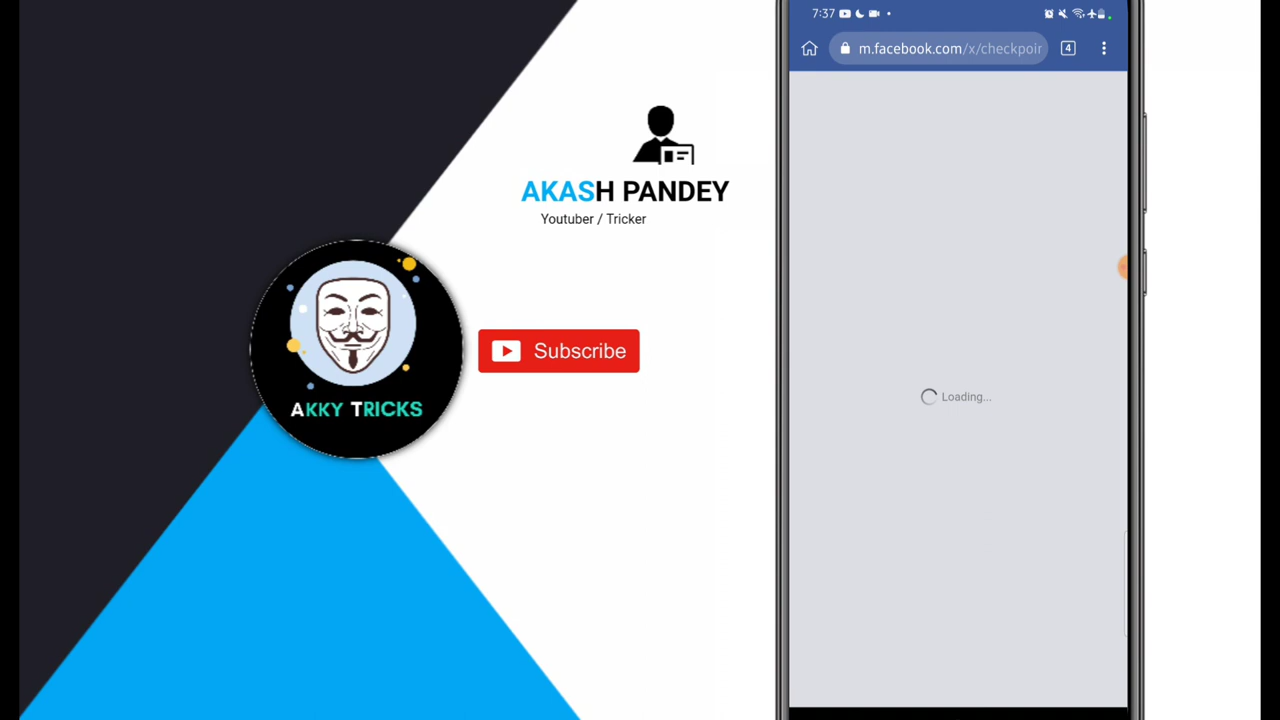 AKASH PANDEY
Youtuber / Tricker
Subscribe
AKKY TRICKS
7:37
m.facebook.com/x/checkpoir
4
Loading...